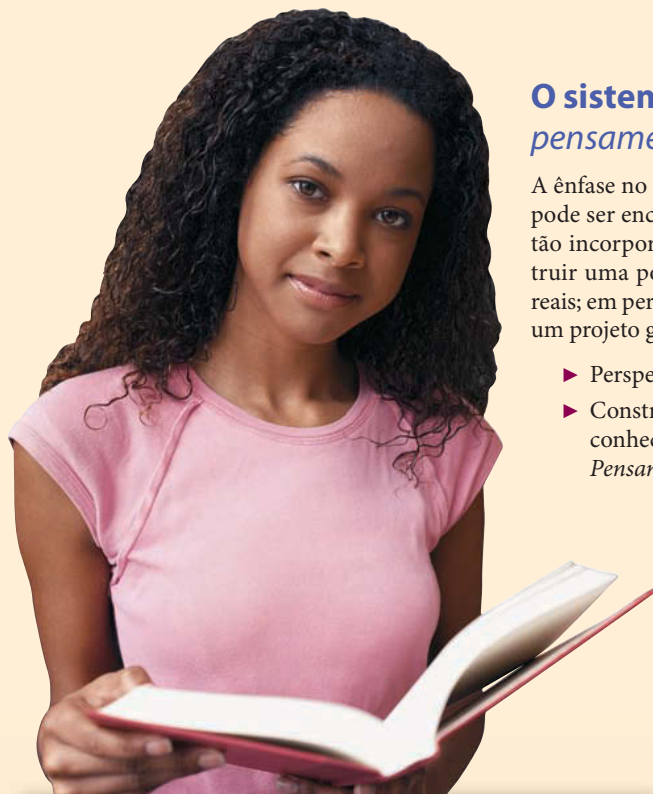 O sistem
pensame
A ênfase no
pode ser enc
tão incorpor
truir uma po
reais; em per
um projeto g
► Perspe
► Constr
conhec
Pensar